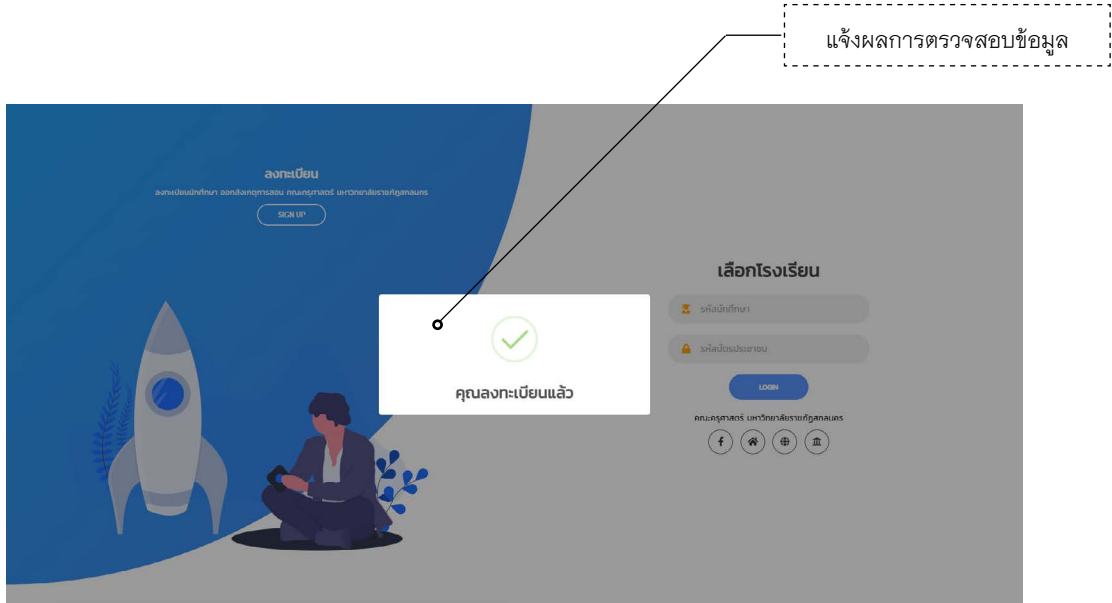 แจ้งผลการตรวจสอบข้อมูล
ลงทะเบียน
ลงทะเบียนนักศึกษา ออกสังเกตุการสอน คณะครุศาสตร์ มหาวิทยาลัยราชภัฏสกลนคร
SIGN UP
เลือกโรงเรียน
รหัสนักศึกษา
รหัสบัตรประชาชน
LOGIN
คณะครุศาสตร์ มหาวิทยาลัยราชภัฏสกลนคร
คุณลงทะเบียนแล้ว